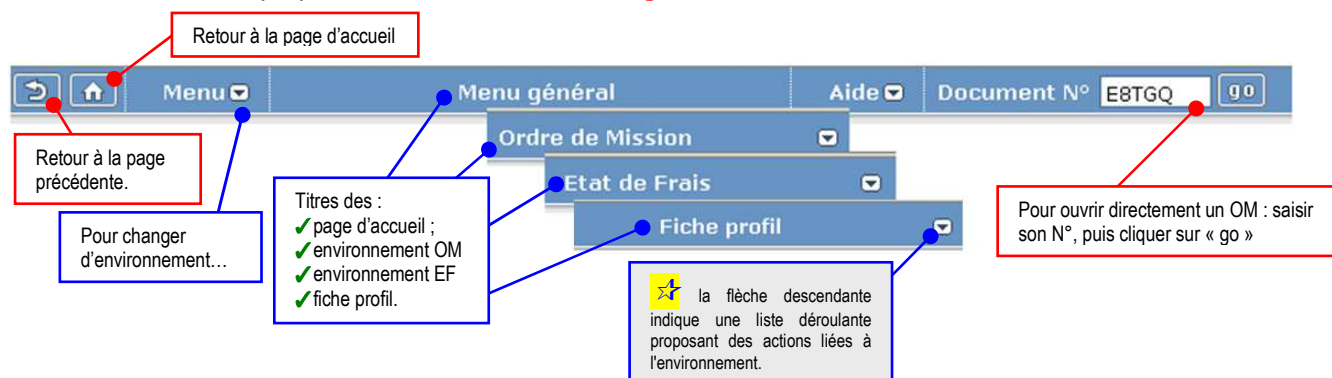 Retour à la page d’accueil
Menu
Menu général
Aide
Document N°
E8TGQ
go
Ordre de Mission
Etat de Frais
Fiche profil
Retour à la page
précédente.
Pour changer
d’environnement…
Titres des :
✓page d’accueil ;
✓environnement OM
✓environnement EF
✓fiche profil.
la flèche descendante
indique une liste déroulante
proposant des actions liées à
l'environnement.
Pour ouvrir directement un OM : saisir
son N°, puis cliquer sur « go »